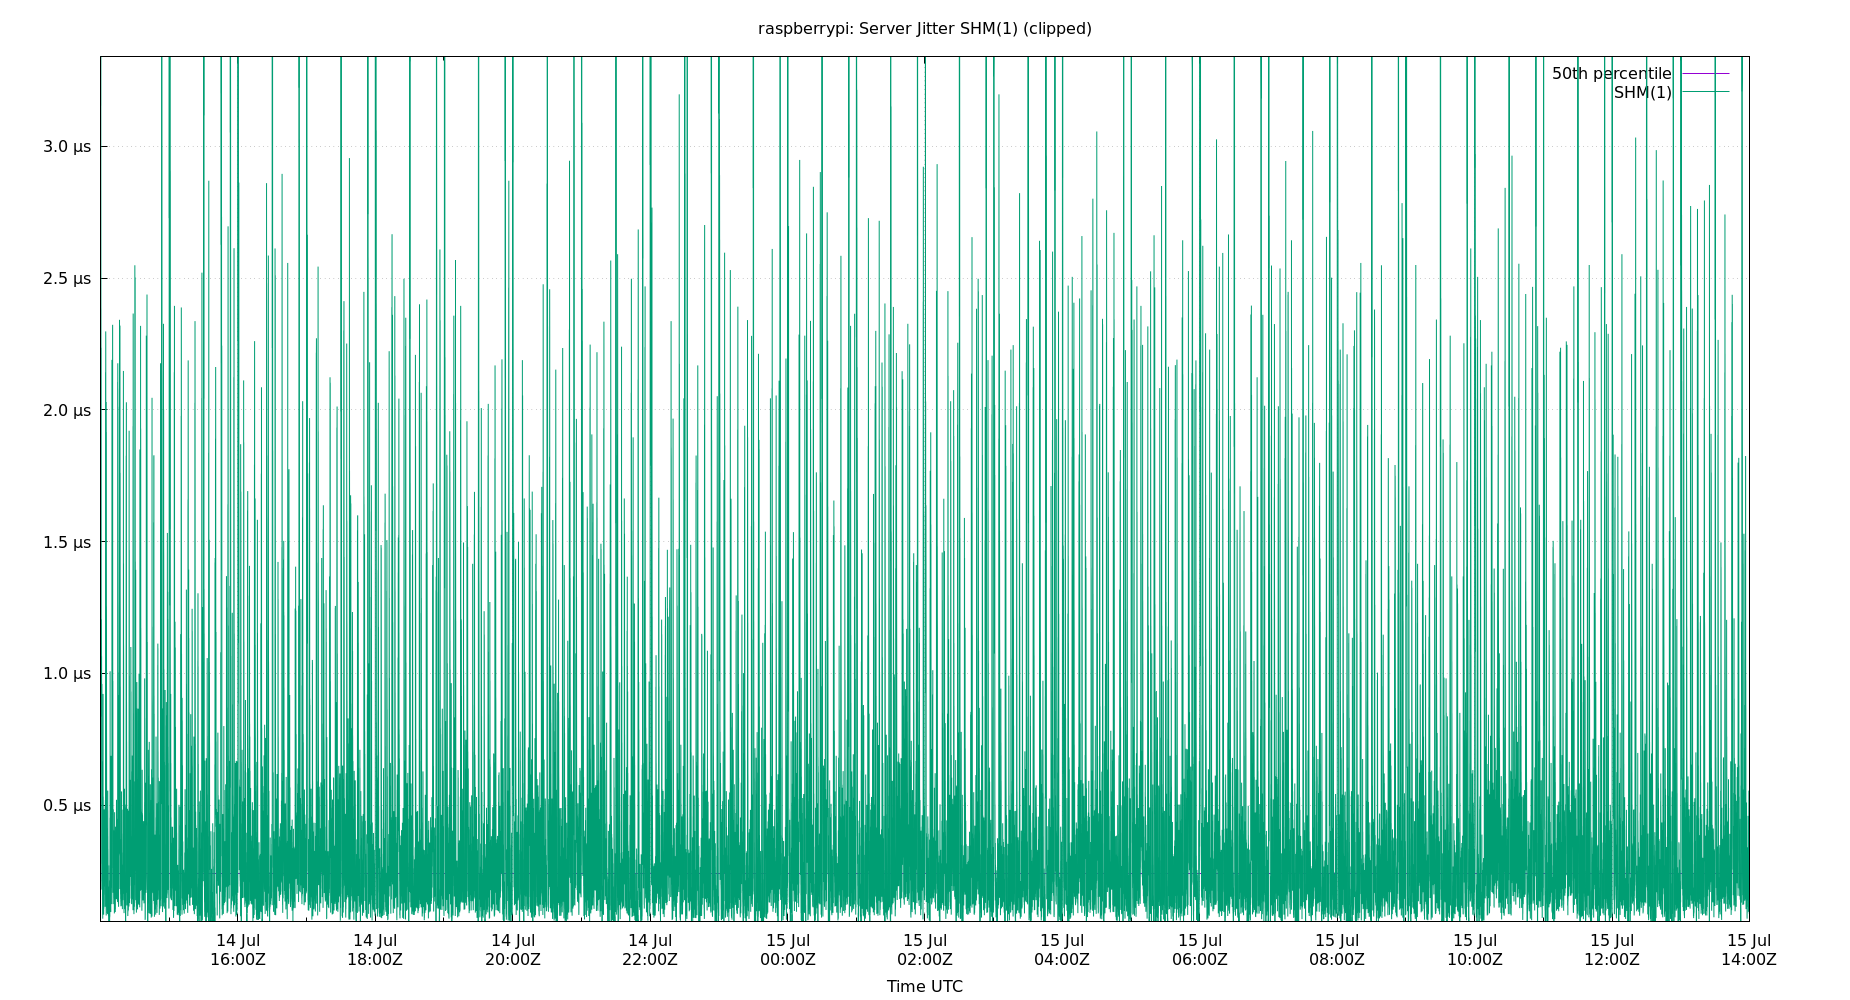 raspberrypi: Server Jitter SHM(1) (clipped)
50th percentile
SHM(1)
3.0 µs
2.5 µs
2.0 µs
1.5 µs
1.0 µs
0.5 µs
14 Jul 14 Jul 14 Jul 14 Jul 15 Jul 15 Jul 15 Jul 15 Jul 15 Jul 15 Jul 15 Jul 15 Jul
16:00Z 18:00Z 20:00Z 22:00Z 00:00Z 02:00Z 04:00Z 06:00Z 08:00Z 10:00Z 12:00Z 14:00Z
Time UTC